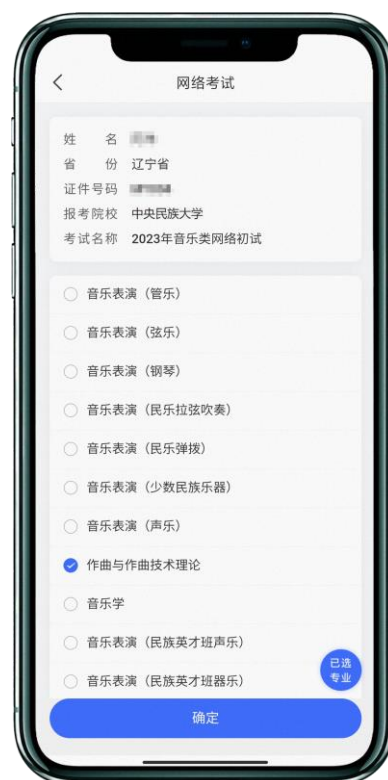 网络考试
姓 名
省 份 辽宁省
证件号码
报考院校 中央民族大学
考试名称 2023年音乐类网络初试
音乐表演（管乐）
音乐表演（弦乐）
音乐表演（钢琴）
音乐表演（民乐拉弦吹奏）
音乐表演（民乐弹拨）
音乐表演（少数民族乐器）
音乐表演（声乐）
作曲与作曲技术理论
音乐学
音乐表演（民族英才班声乐）
音乐表演（民族英才班器乐）
已选
专业
确定